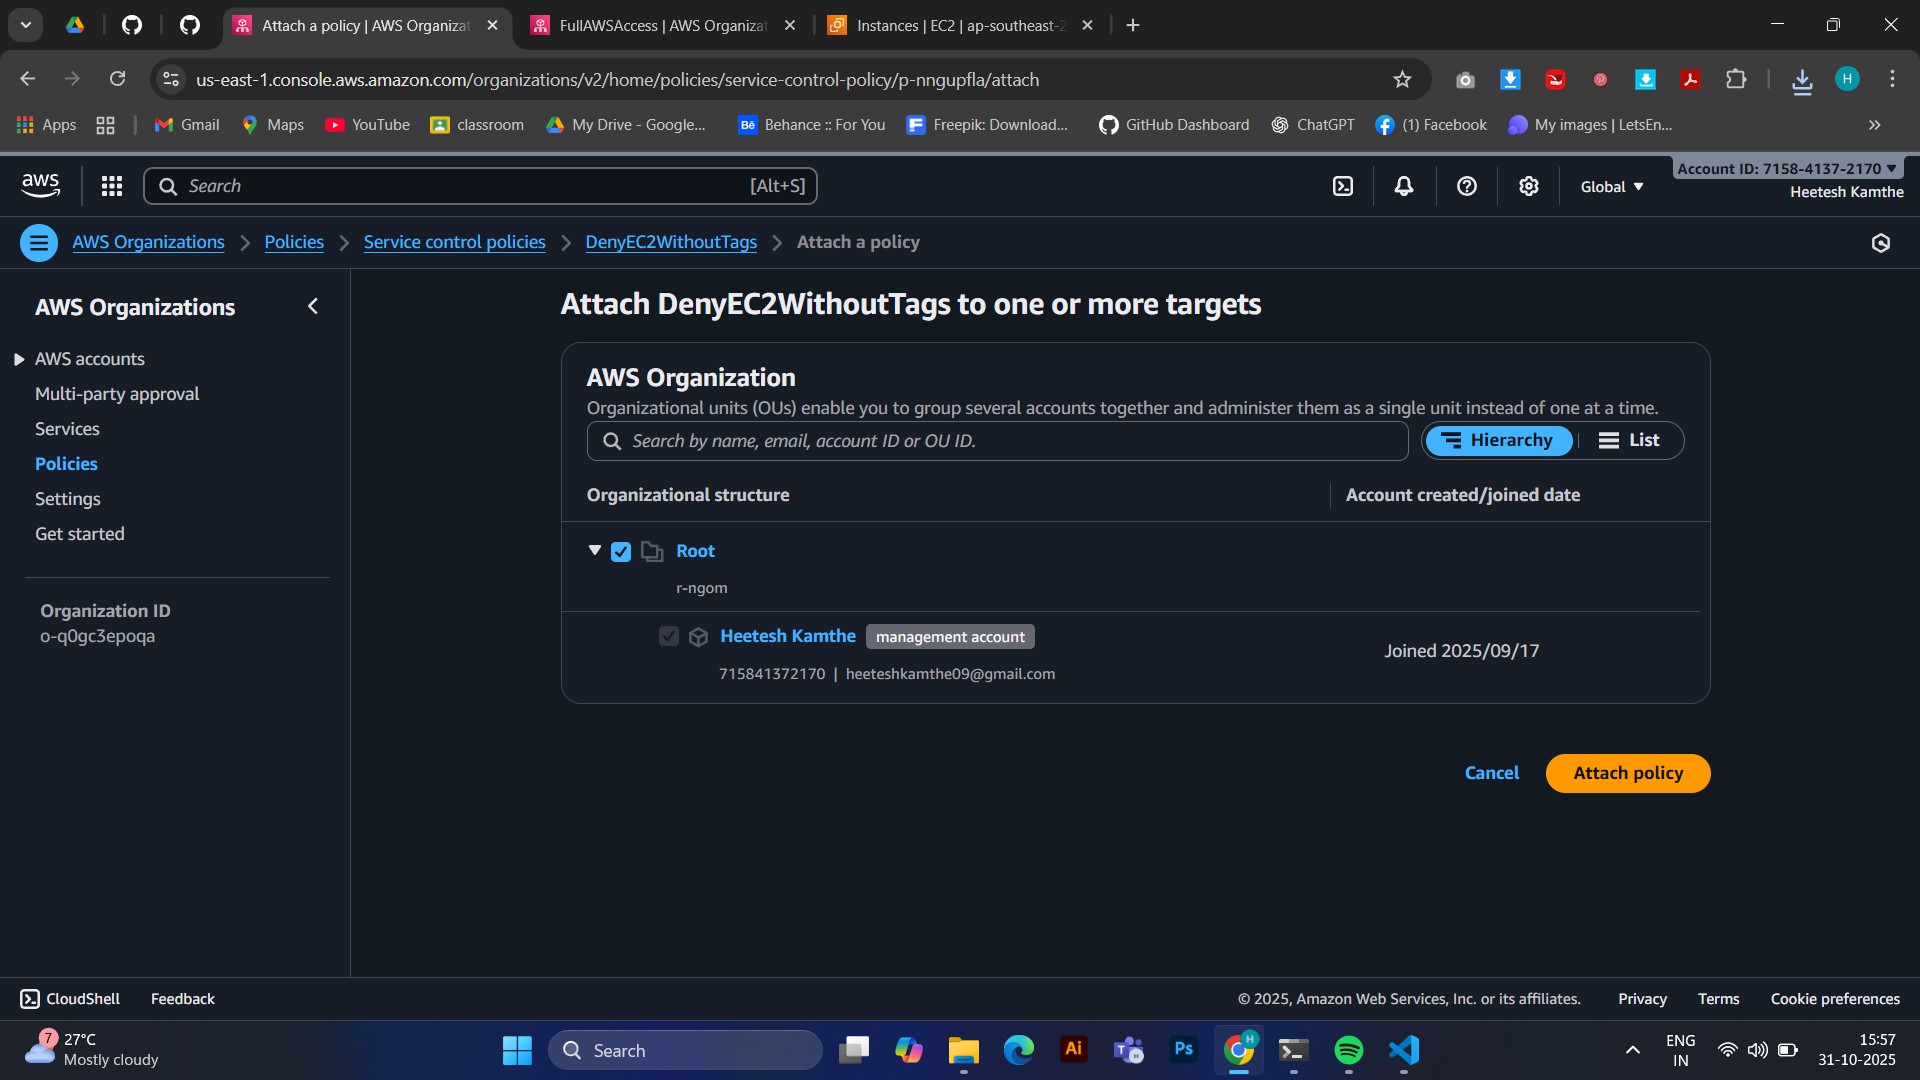 Attach a policy | AWS Organizat
FullAWSAccess | AWS Organizat
Instances | EC2 | ap-southeast-2
us-east-1.console.aws.amazon.com/organizations/v2/home/policies/service-control-policy/p-nngupfla/attach
H
Apps
Gmail
Maps
YouTube
classroom
My Drive - Google...
Bē Behance :: For You
Freepik: Download...
GitHub Dashboard
ChatGPT
(1) Facebook
My images | LetsEn...
aws
Search
[Alt+S]
Global
Account ID: 7158-4137-2170
Heetesh Kamthe
AWS Organizations
Policies
Service control policies
DenyEC2WithoutTags
Attach a policy
AWS Organizations
AWS accounts
Multi-party approval
Services
Policies
Settings
Get started
Organization ID
o-q0gc3epoqa
Attach DenyEC2WithoutTags to one or more targets
AWS Organization
Organizational units (OUs) enable you to group several accounts together and administer them as a single unit instead of one at a time.
Search by name, email, account ID or OU ID.
Hierarchy
List
Organizational structure
Account created/joined date
Root
r-ngom
Heetesh Kamthe management account
715841372170 | heeteshkamthe09@gmail.com
Joined 2025/09/17
Cancel
Attach policy
CloudShell
Feedback
© 2025, Amazon Web Services, Inc. or its affiliates.
Privacy
Terms
Cookie preferences
7
27°C
Mostly cloudy
Search
Ai
Ps
H
ENG
IN
15:57
31-10-2025